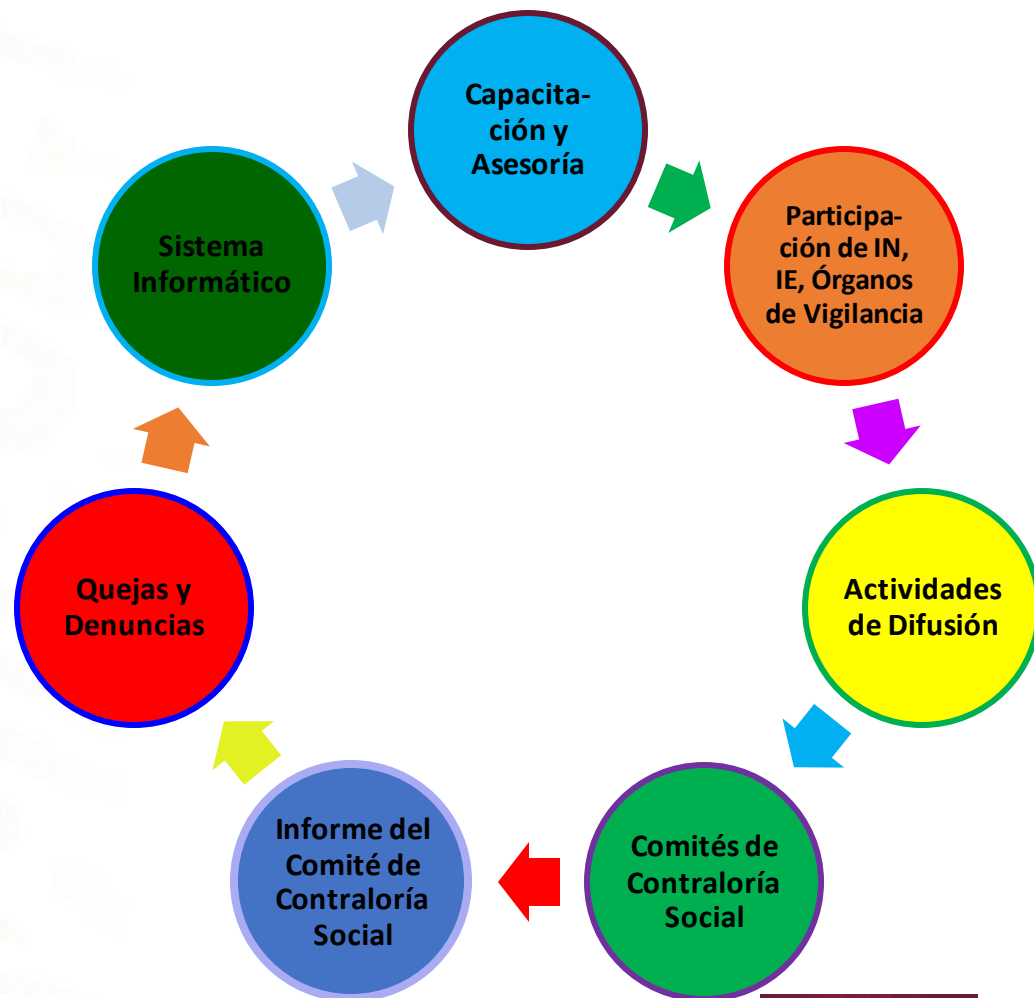 Capacita-
ción y
Asesoría
Participa-
ción de IN,
IE, Órganos
de Vigilancia
Actividades
de Difusión
Comités de
Contraloría
Social
Informe del
Comité de
Contraloría
Social
Quejas y
Denuncias
Sistema
Informático